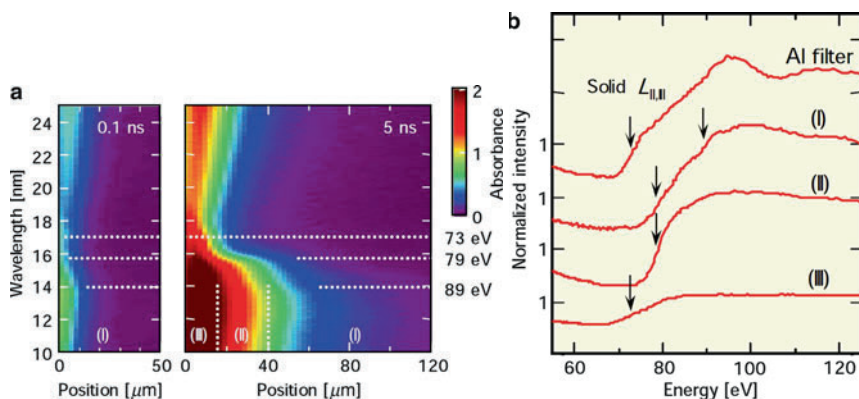 a
0.1 ns
5 ns
Wavelength [nm]
24
22
20
18
16
14
12
10
(I)
(III)
(II)
(I)
0
50
0
40
80
120
Position [μm]
Position [μm]
2
1
0
Absorbance
73 eV
79 eV
89 eV
b
Al filter
Solid L II,III
(I)
(II)
(III)
Normalized intensity
1
1
1
1
60
80
100
120
Energy [eV]